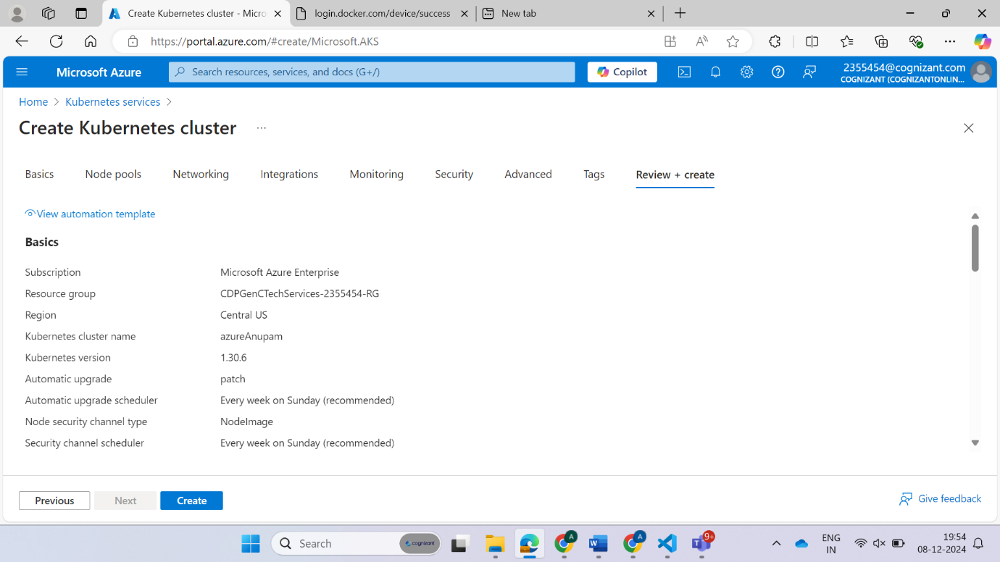 Create Kubernetes cluster - Micro
login.docker.com/device/success
New tab
https://portal.azure.com/#create/Microsoft.AKS
Microsoft Azure
Search resources, services, and docs (G+/)
Copilot
2355454@cognizant.com
COGNIZANT (COGNIZANTONLIN...
Home > Kubernetes services >
Create Kubernetes cluster ...
Basics Node pools Networking Integrations Monitoring Security Advanced Tags Review + create
View automation template
Basics
Subscription Microsoft Azure Enterprise
Resource group CDPGenCTechServices-2355454-RG
Region Central US
Kubernetes cluster name azureAnupam
Kubernetes version 1.30.6
Automatic upgrade patch
Automatic upgrade scheduler Every week on Sunday (recommended)
Node security channel type NodeImage
Security channel scheduler Every week on Sunday (recommended)
Previous Next Create
Give feedback
Search
cognizant
A
A
9+
ENG
IN
19:54
08-12-2024